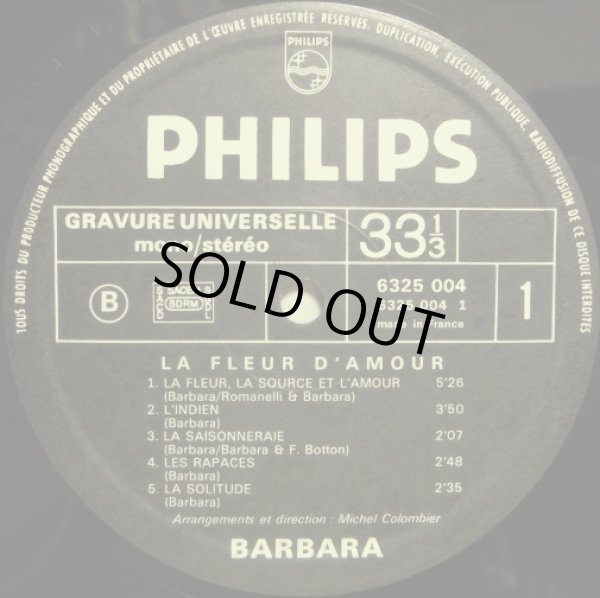 TOUS DROITS DU PRODUCTEUR PHONOGRAPHIQUE ET DU PROPRIÉTAIRE DE L'ŒUVRE ENREGISTRÉE RÉSERVÉS. DUPLICATION, EXÉCUTION PUBLIQUE, RADIODIFFUSION DE CE DISQUE INTERDITES
PHILIPS
PHILIPS
GRAVURE UNIVERSELLE
mono/stéréo
33 1/3
B
SACEM
SDRM
SACD
6325 004
6325 004 1
made in France
1
SOLD OUT
LA FLEUR D'AMOUR
1. LA FLEUR, LA SOURCE ET L'AMOUR 5'26
(Barbara/Romanelli & Barbara)
2. L'INDIEN 3'50
(Barbara)
3. LA SAISONNERAIE 2'07
(Barbara/Barbara & F. Botton)
4. LES RAPACES 2'48
(Barbara)
5. LA SOLITUDE 2'35
(Barbara)
Arrangements et direction : Michel Colombier
BARBARA